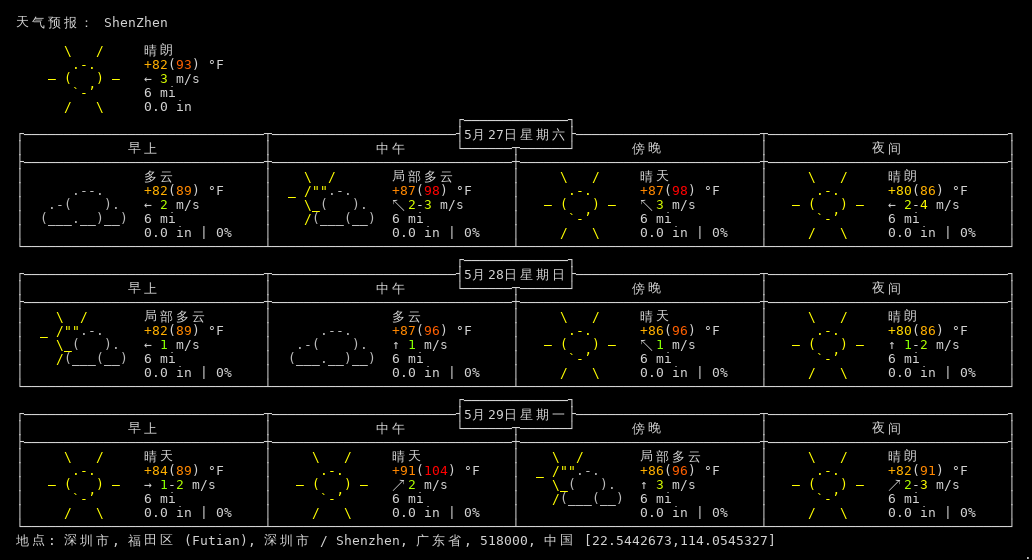 天气预报： ShenZhen
晴朗
+82(93) °F
← 3 m/s
6 mi
0.0 in
5月27日星期六
早上 中午 傍晚 夜间
多云 局部多云 晴天 晴朗
+82(89) °F +87(98) °F +87(98) °F +80(86) °F
← 2 m/s ↖ 2-3 m/s ↖ 3 m/s ← 2-4 m/s
6 mi 6 mi 6 mi 6 mi
0.0 in | 0% 0.0 in | 0% 0.0 in | 0% 0.0 in | 0%
5月28日星期日
早上 中午 傍晚 夜间
局部多云 多云 晴天 晴朗
+82(89) °F +87(96) °F +86(96) °F +80(86) °F
← 1 m/s ↑ 1 m/s ↖ 1 m/s ↑ 1-2 m/s
6 mi 6 mi 6 mi 6 mi
0.0 in | 0% 0.0 in | 0% 0.0 in | 0% 0.0 in | 0%
5月29日星期一
早上 中午 傍晚 夜间
晴天 晴天 局部多云 晴朗
+84(89) °F +91(104) °F +86(96) °F +82(91) °F
→ 1-2 m/s ↗ 2 m/s ↑ 3 m/s ↗ 2-3 m/s
6 mi 6 mi 6 mi 6 mi
0.0 in | 0% 0.0 in | 0% 0.0 in | 0% 0.0 in | 0%
地点: 深圳市, 福田区 (Futian), 深圳市 / Shenzhen, 广东省, 518000, 中国 [22.5442673,114.0545327]